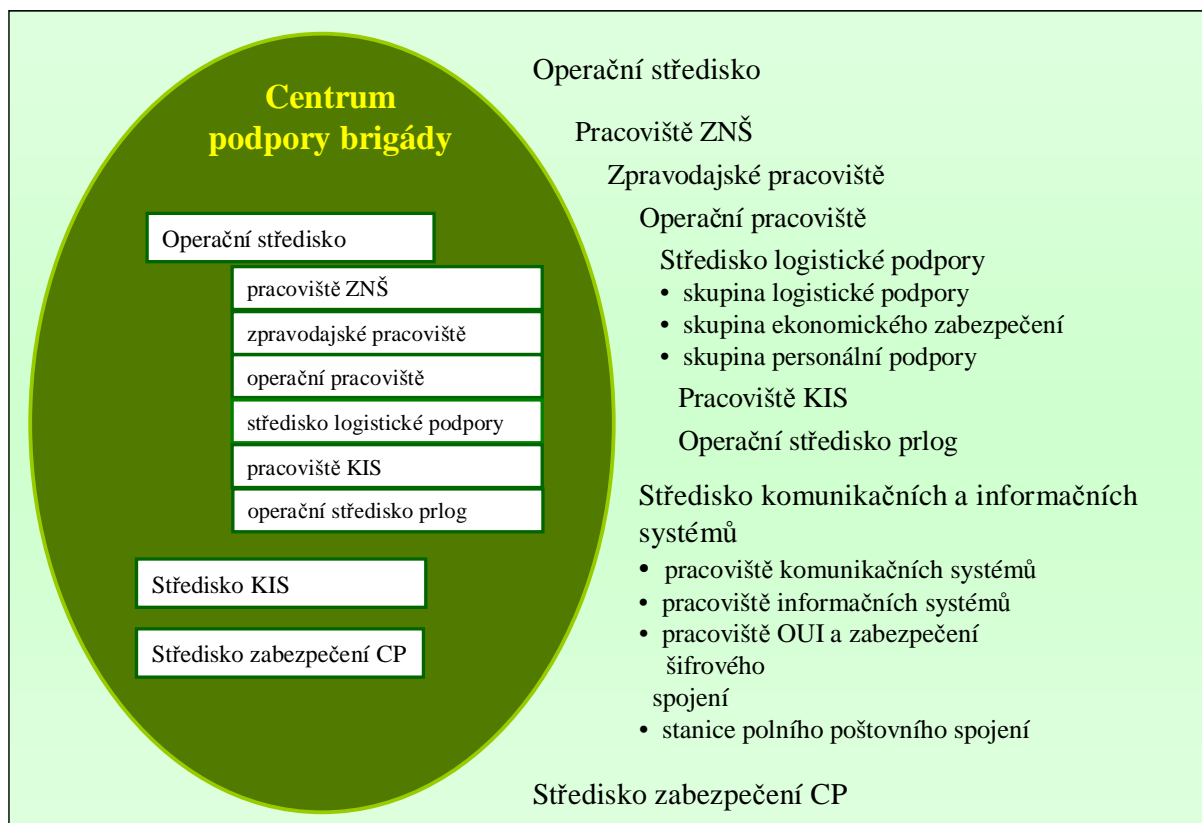 Centrum
podpory brigády
Operační středisko
pracoviště ZNŠ
zpravodajské pracoviště
operační pracoviště
středisko logistické podpory
pracoviště KIS
operační středisko prlog
Středisko KIS
Středisko zabezpečení CP
Operační středisko
Pracoviště ZNŠ
Zpravodajské pracoviště
Operační pracoviště
Středisko logistické podpory
• skupina logistické podpory
• skupina ekonomického zabezpečení
• skupina personální podpory
Pracoviště KIS
Operační středisko prlog
Středisko komunikačních a informačních
systémů
• pracoviště komunikačních systémů
• pracoviště informačních systémů
• pracoviště OUI a zabezpečení
šifrového
spojení
• stanice polního poštovního spojení
Středisko zabezpečení CP